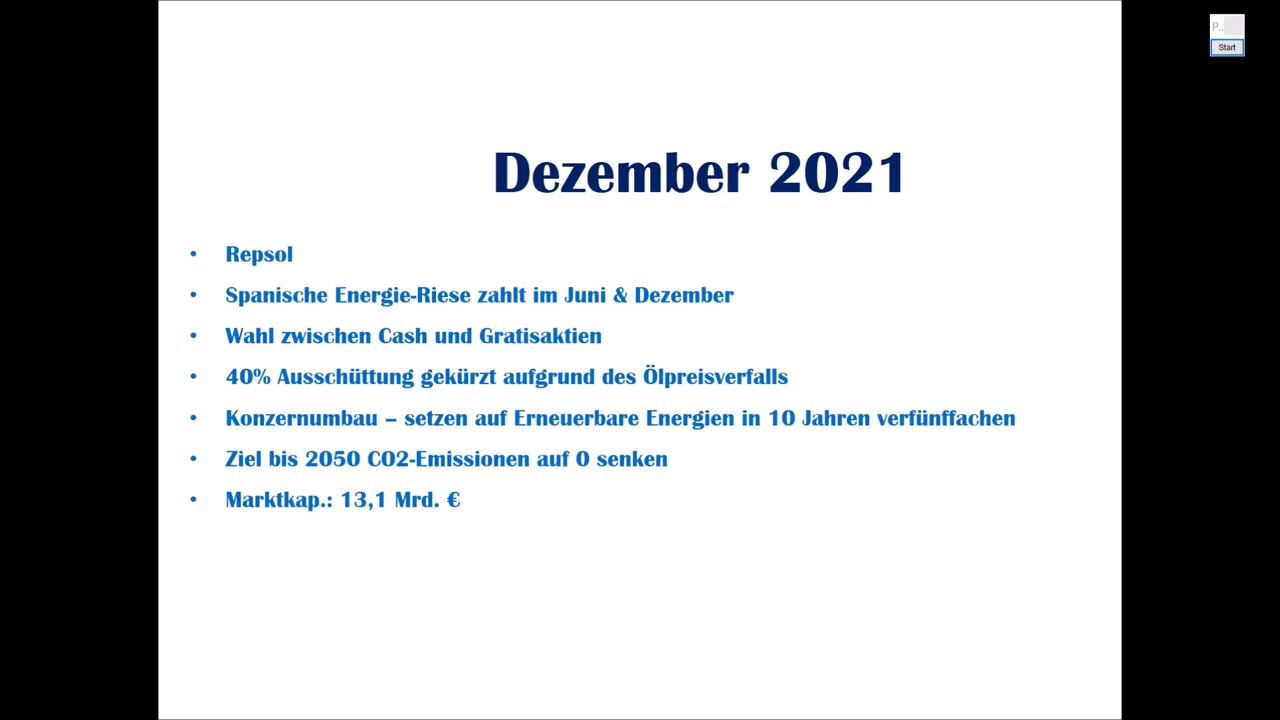 P..
Start
Dezember 2021
• Repsol
• Spanische Energie-Riese zahlt im Juni & Dezember
• Wahl zwischen Cash und Gratisaktien
• 40% Ausschüttung gekürzt aufgrund des Ölpreisverfalls
• Konzernumbau – setzen auf Erneuerbare Energien in 10 Jahren verfünffachen
• Ziel bis 2050 CO2-Emissionen auf 0 senken
• Marktkap.: 13,1 Mrd. €